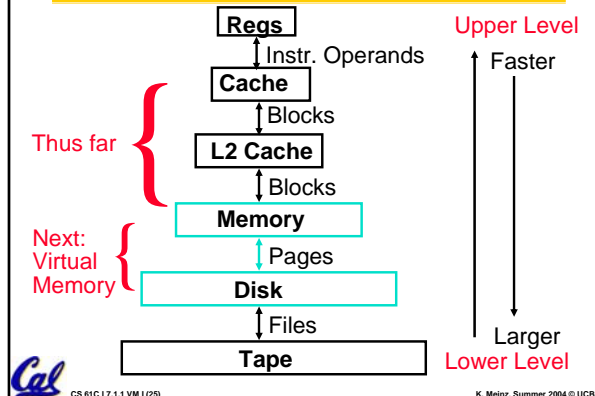 Regs
Upper Level
Instr. Operands
Faster
Cache
Blocks
Thus far
L2 Cache
Blocks
Memory
Next:
Virtual
Memory
Pages
Disk
Files
Larger
Tape
Lower Level
Cal
CS 61C L7.1.1 VM I (25)
K. Meinz, Summer 2004 © UCB